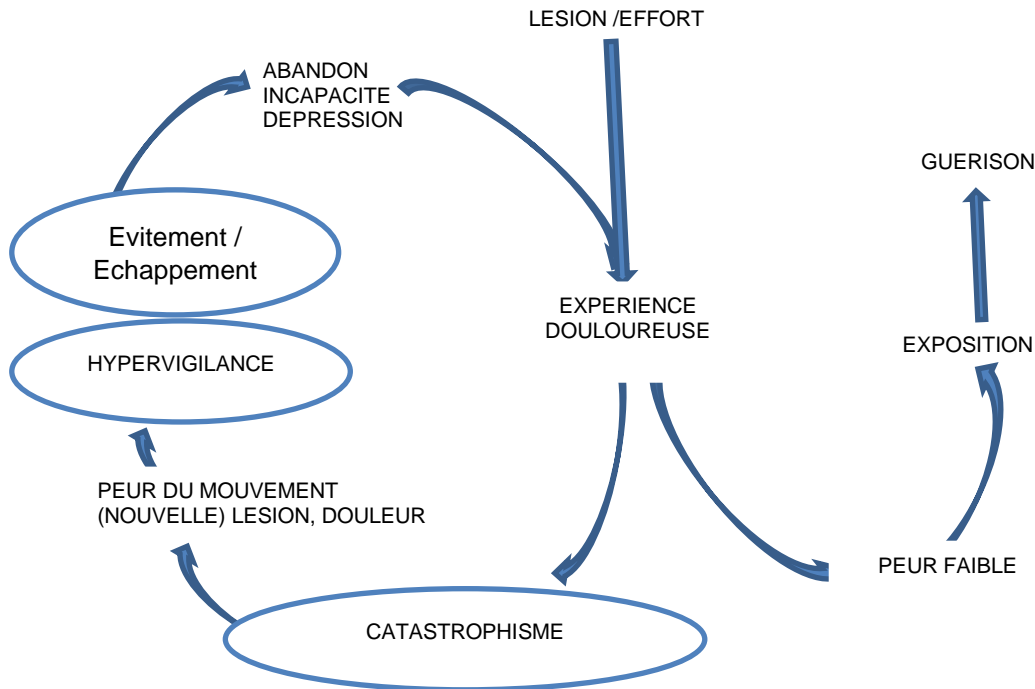 LESION /EFFORT
ABANDON
INCAPACITE
DEPRESSION
GUERISON
Evitement /
Echappement
EXPERIENCE
DOULOUREUSE
EXPOSITION
HYPERVIGILANCE
PEUR DU MOUVEMENT
(NOUVELLE) LESION, DOULEUR
PEUR FAIBLE
CATASTROPHISME